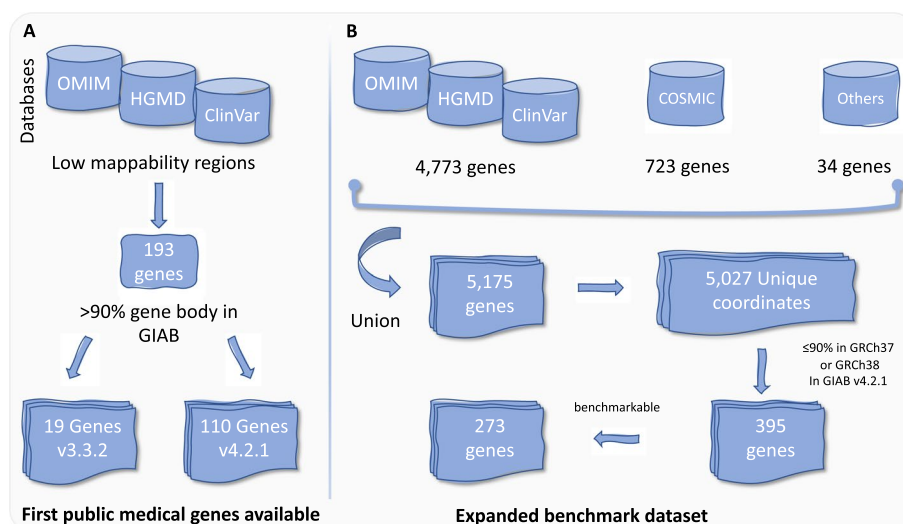 A
Databases
OMIM
HGMD
ClinVar
Low mappability regions
193
genes
>90% gene body in
GIAB
19 Genes
v3.3.2
110 Genes
v4.2.1
First public medical genes available
B
OMIM
HGMD
ClinVar
COSMIC
Others
4,773 genes
723 genes
34 genes
Union
5,175
genes
5,027 Unique
coordinates
≤90% in GRCh37
or GRCh38
In GIAB v4.2.1
395
genes
benchmarkable
273
genes
Expanded benchmark dataset